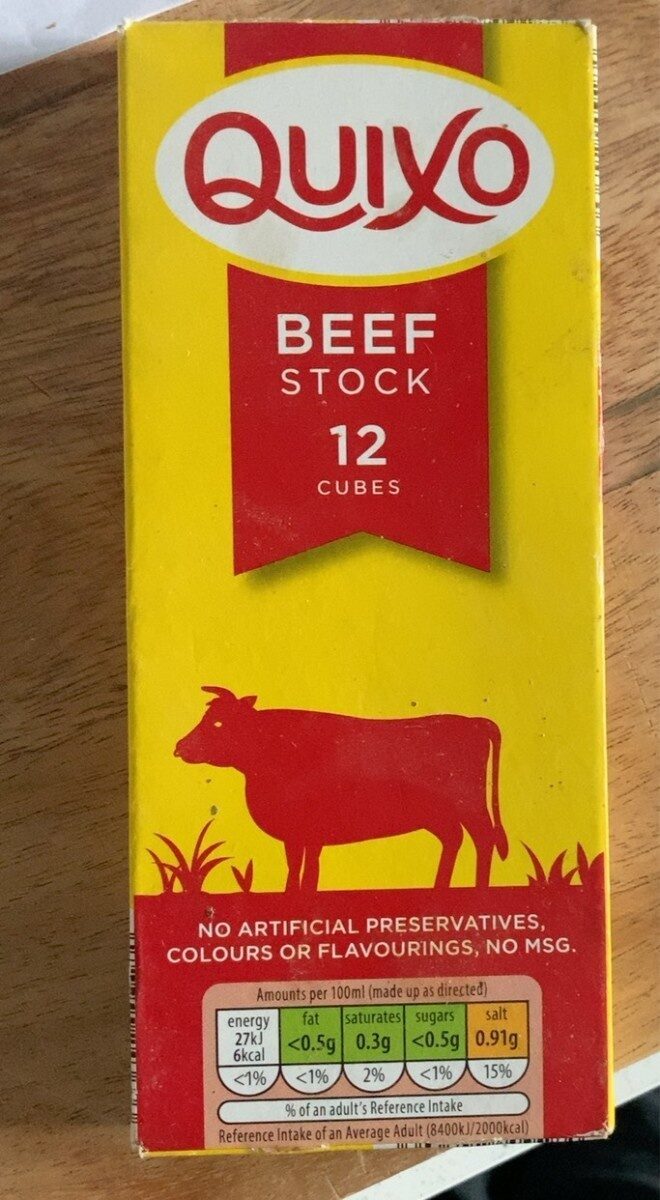 QUIXO
BEEF
STOCK
12
CUBES
NO ARTIFICIAL PRESERVATIVES,
COLOURS OR FLAVOURINGS, NO MSG.
Amounts per 100ml (made up as directed)
energy fat saturates sugars salt
27kJ <0.5g 0.3g <0.5g 0.91g
6kcal
<1% <1% 2% <1% 15%
% of an adult's Reference Intake
Reference Intake of an Average Adult (8400kJ/2000kcal)